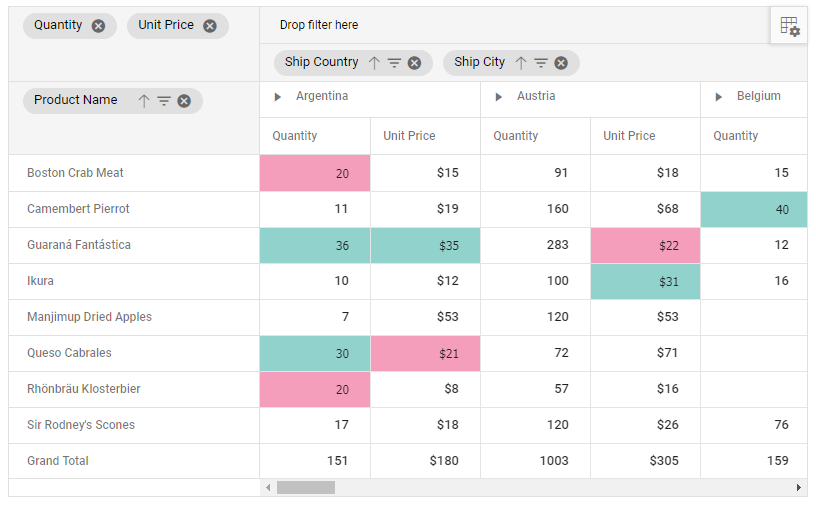 Quantity Unit Price Drop filter here
Ship Country Ship City
Product Name Argentina Austria Belgium
Quantity Unit Price Quantity Unit Price Quantity
Boston Crab Meat 20 $15 91 $18 15
Camembert Pierrot 11 $19 160 $68 40
Guaraná Fantástica 36 $35 283 $22 12
Ikura 10 $12 100 $31 16
Manjimup Dried Apples 7 $53 120 $53
Queso Cabrales 30 $21 72 $71
Rhönbräu Klosterbier 20 $8 57 $16
Sir Rodney's Scones 17 $18 120 $26 76
Grand Total 151 $180 1003 $305 159